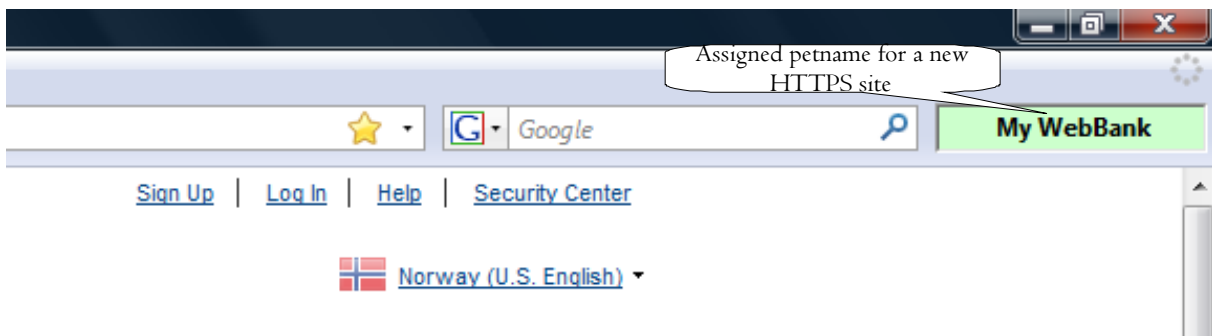 Assigned petname for a new
HTTPS site
G Google
My WebBank
Sign Up | Log In | Help | Security Center
Norway (U.S. English)